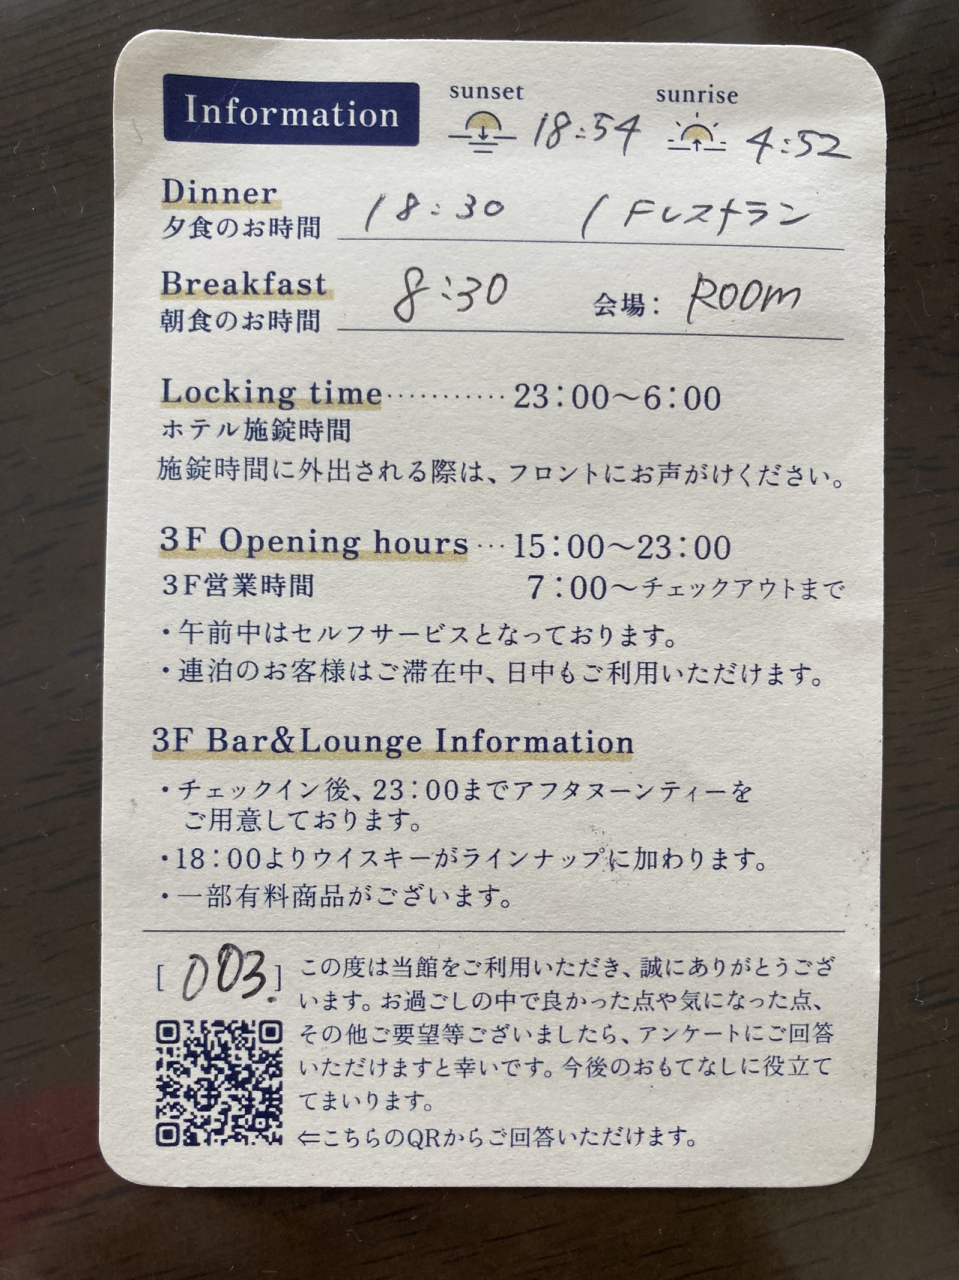 Information
sunset 18:54 sunrise 4:52
Dinner
夕食のお時間 18:30 1Fレストラン
Breakfast
朝食のお時間 8:30 会場: Room
Locking time ··········· 23:00〜6:00
ホテル施錠時間
施錠時間に外出される際は、フロントにお声がけください。
3F Opening hours ··· 15:00〜23:00
3F営業時間 7:00〜チェックアウトまで
・午前中はセルフサービスとなっております。
・連泊のお客様はご滞在中、日中もご利用いただけます。
3F Bar&Lounge Information
・チェックイン後、23:00までアフタヌーンティーを
ご用意しております。
・18:00よりウイスキーがラインナップに加わります。
・一部有料商品がございます。
[ 003. ]
この度は当館をご利用いただき、誠にありがとうござ
います。お過ごしの中で良かった点や気になった点、
その他ご要望等ございましたら、アンケートにご回答
いただけますと幸いです。今後のおもてなしに役立て
てまいります。
⇐こちらのQRからご回答いただけます。